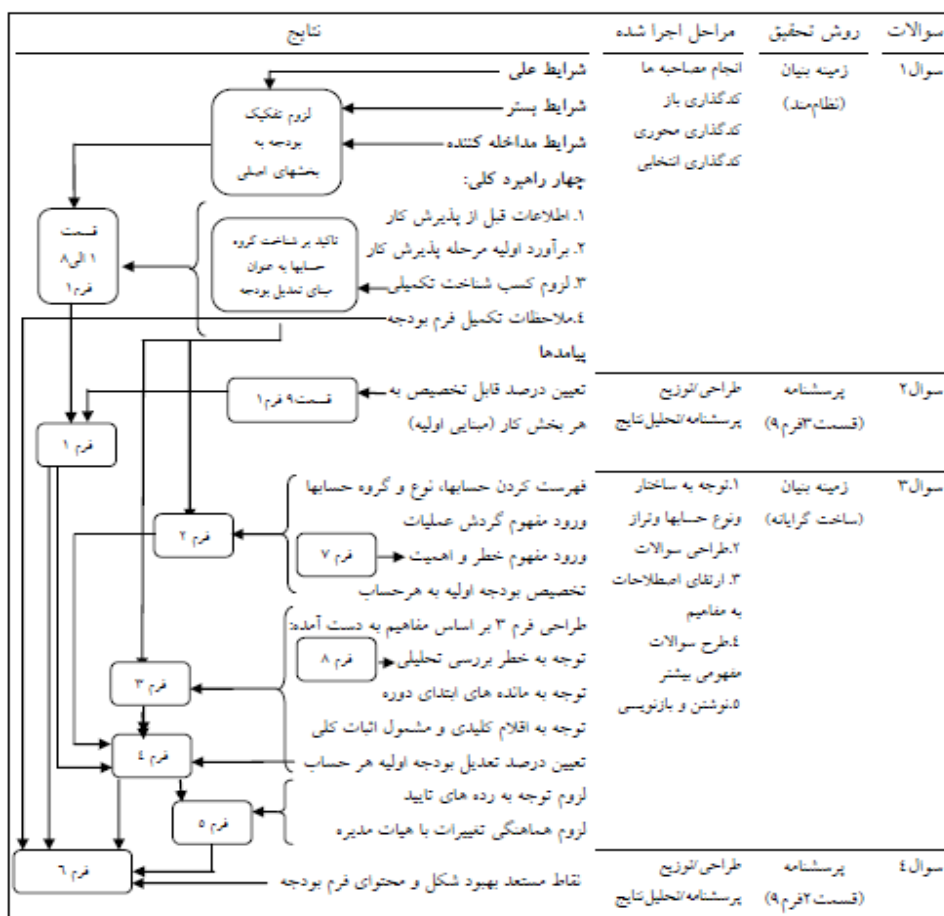 سوالات روش تحقیق مراحل اجرا شده نتایج
سوال۱ زمینه بنیان انجام مصاحبه ها شرایط علی
(نظام‌مند) کدگذاری باز شرایط بستر
کدگذاری محوری شرایط مداخله کننده
کدگذاری انتخابی چهار راهبرد کلی:
لزوم تفکیک
بودجه به
بخشهای اصلی
۱. اطلاعات قبل از پذیرش کار
۲. برآورد اولیه مرحله پذیرش کار
۳. لزوم کسب شناخت تکمیلی
۴.ملاحظات تکمیل فرم بودجه
تاکید بر شناخت گروه
حسابها به عنوان
مبنای تعدیل بودجه
قسمت
۱ الی۸
فرم۱
پیامدها
سوال۲ پرسشنامه طراحی/توزیع تعیین درصد قابل تخصیص به
(قسمت۳فرم۹) پرسشنامه/تحلیل‌نتایج هر بخش کار (مبنایی اولیه)
قسمت۹ فرم۱
فرم ۱
سوال۳ زمینه بنیان ۱.توجه به ساختار فهرست کردن حسابها، نوع و گروه حسابها
(ساخت گرایانه) ونوع حسابها وتراز ورود مفهوم گردش عملیات
۲.طراحی سوالات ورود مفهوم خطر و اهمیت فرم ۷
فرم ۲
۳. ارتقای اصطلاحات تخصیص بودجه اولیه به هرحساب
به مفاهیم طراحی فرم ۳ بر اساس مفاهیم به دست آمده:
۴.طرح سوالات توجه به خطر بررسی تحلیلی فرم ۸
مفهومی بیشتر توجه به مانده های ابتدای دوره
فرم ۳
۵.نوشتن و بازنویسی توجه به اقلام کلیدی و مشمول اثبات کلی
تعیین درصد تعدیل بودجه اولیه هر حساب
فرم ۴
لزوم توجه به رده های تایید
لزوم هماهنگی تغییرات با هیات مدیره
فرم ۵
سوال۴ پرسشنامه طراحی/توزیع نقاط مستعد بهبود شکل و محتوای فرم بودجه
(قسمت۲فرم۹) پرسشنامه/تحلیل‌نتایج
فرم ۶